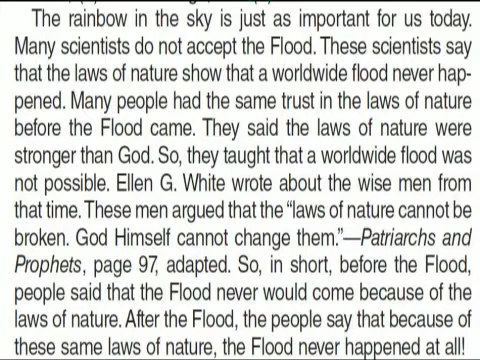 The rainbow in the sky is just as important for us today.
Many scientists do not accept the Flood. These scientists say
that the laws of nature show that a worldwide flood never hap-
pened. Many people had the same trust in the laws of nature
before the Flood came. They said the laws of nature were
stronger than God. So, they taught that a worldwide flood was
not possible. Ellen G. White wrote about the wise men from
that time. These men argued that the “laws of nature cannot be
broken. God Himself cannot change them.”—Patriarchs and
Prophets, page 97, adapted. So, in short, before the Flood,
people said that the Flood never would come because of the
laws of nature. After the Flood, the people say that because of
these same laws of nature, the Flood never happened at all!